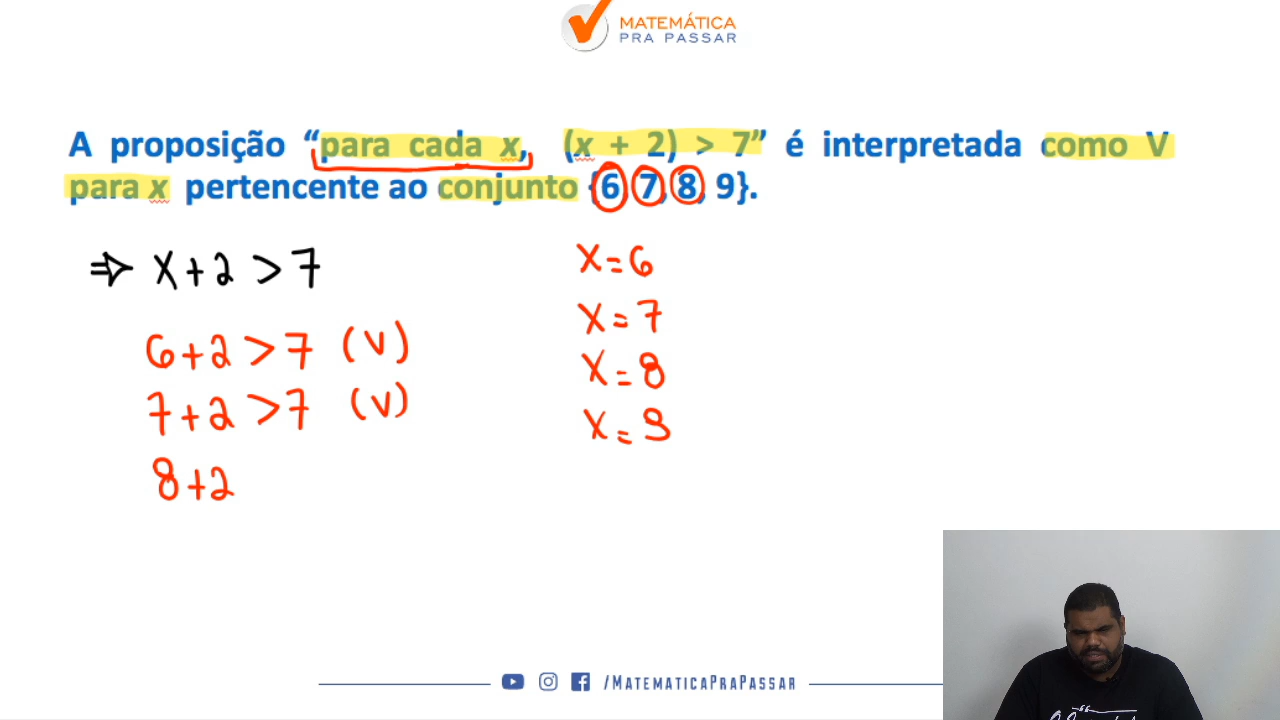 MATEMÁTICA
PRA PASSAR
A proposição “para cada x, (x + 2) > 7” é interpretada como V
para x pertencente ao conjunto {6, 7, 8, 9}.
⇒ x+2 > 7
x=6
x=7
6+2 > 7 (V)
x=8
7+2 > 7 (V)
x=9
8+2
/MATEMATICAPRAPASSAR